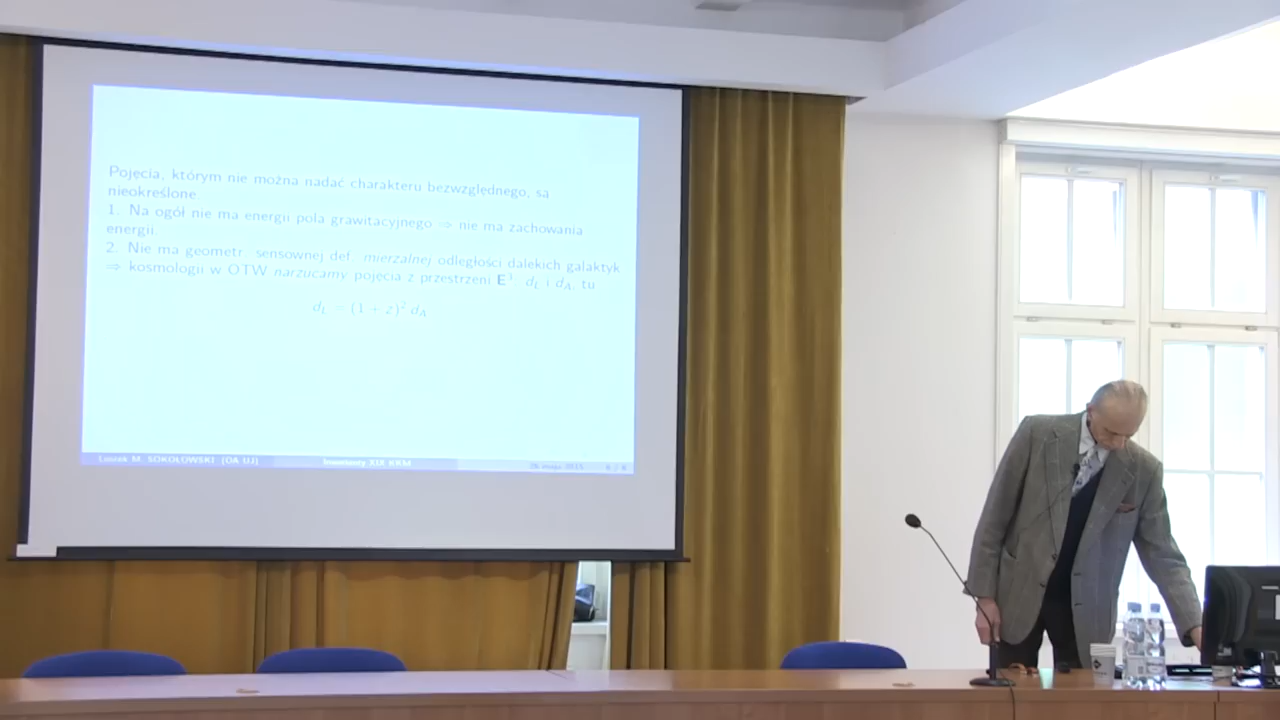 Pojęcia, którym nie można nadać charakteru bezwzględnego, są
nieokreślone.
1. Na ogół nie ma energii pola grawitacyjnego ⇒ nie ma zachowania
energii.
2. Nie ma geometr. sensownej def. mierzalnej odległości dalekich galaktyk
⇒ kosmologii w OTW narzucamy pojęcia z przestrzeni E³: d_L i d_A, tu
d_L = (1 + z)² d_A
Leszek M. SOKOŁOWSKI (OA UJ) XIX KKM maja 2015 6 / 8